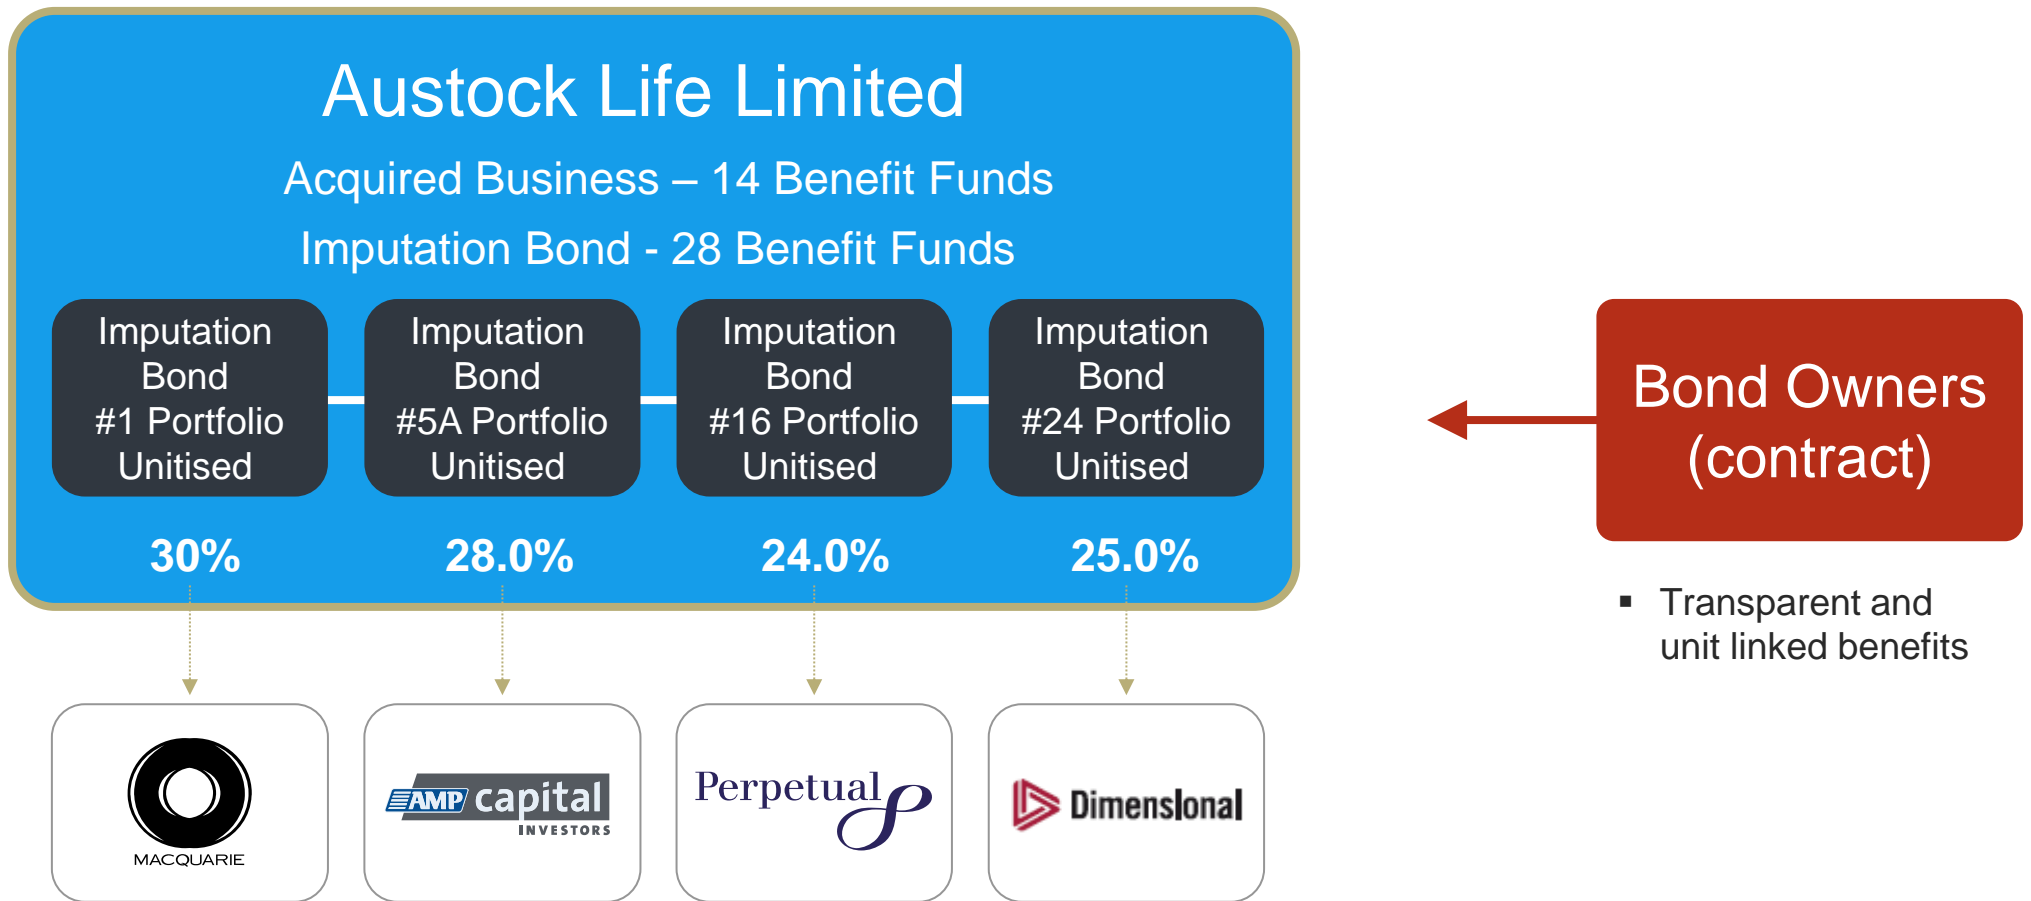 Austock Life Limited
Acquired Business – 14 Benefit Funds
Imputation Bond - 28 Benefit Funds
Imputation
Bond
#1 Portfolio
Unitised
Imputation
Bond
#5A Portfolio
Unitised
Imputation
Bond
#16 Portfolio
Unitised
Imputation
Bond
#24 Portfolio
Unitised
30%
28.0%
24.0%
25.0%
MACQUARIE
AMP capital
INVESTORS
Perpetual
Dimensional
Bond Owners
(contract)
▪ Transparent and
unit linked benefits